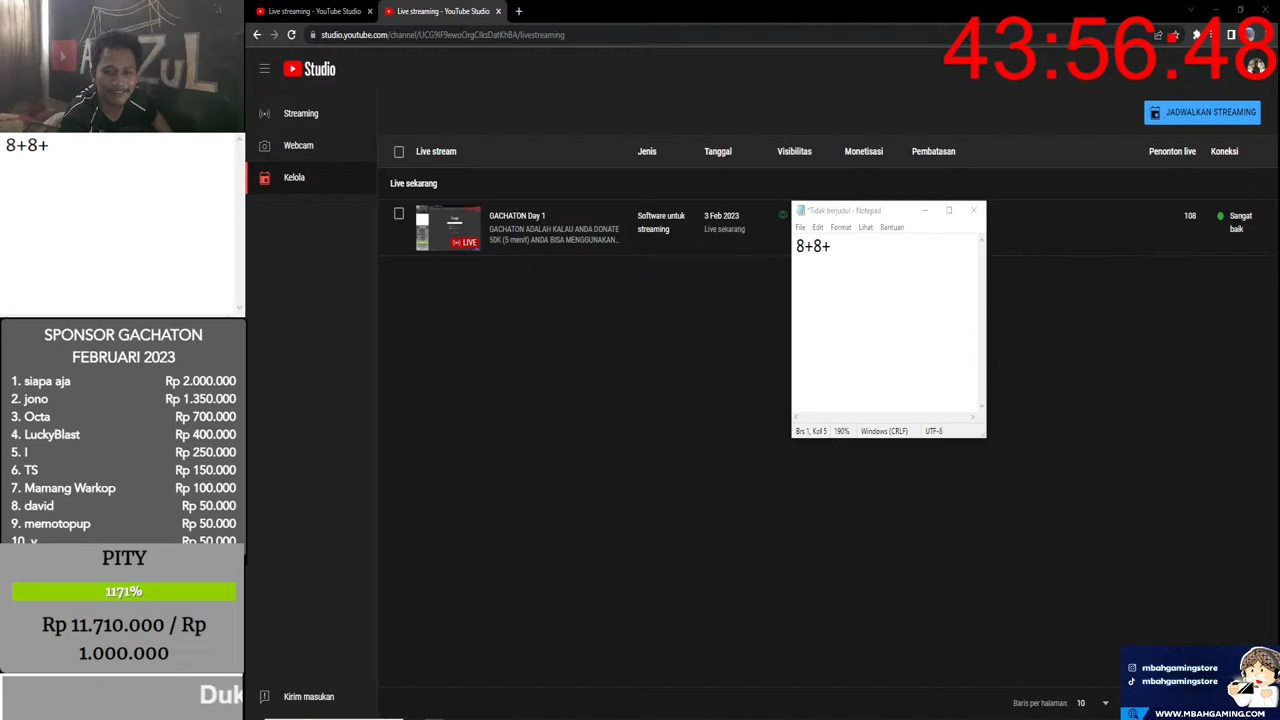 Live streaming - YouTube Studio
Live streaming - YouTube Studio
studio.youtube.com/channel/UCG9IF9ewoOrgClksDatKhBA/livestreaming
43:56:48
Studio
JADWALKAN STREAMING
Streaming
Webcam
Kelola
Live stream Jenis Tanggal Visibilitas Monetisasi Pembatasan Penonton live Koneksi
Live sekarang
LIVE
GACHATON Day 1
GACHATON ADALAH KALAU ANDA DONATE
50K (5 menit) ANDA BISA MENGGUNAKAN...
Software untuk
streaming
3 Feb 2023
Live sekarang
108
Sangat
baik
*Tidak berjudul - Notepad
File Edit Format Lihat Bantuan
8+8+
Brs 1, Kol 5 190% Windows (CRLF) UTF-8
8+8+
SPONSOR GACHATON
FEBRUARI 2023
1. siapa aja Rp 2.000.000
2. jono Rp 1.350.000
3. Octa Rp 700.000
4. LuckyBlast Rp 400.000
5. I Rp 250.000
6. TS Rp 150.000
7. Mamang Warkop Rp 100.000
8. david Rp 50.000
9. memotopup Rp 50.000
10. y Rp 50.000
PITY
1171%
Rp 11.710.000 / Rp
1.000.000
Duk
Kirim masukan
Baris per halaman: 10
mbahgamingstore
mbahgamingstore
WWW.MBAHGAMING.COM